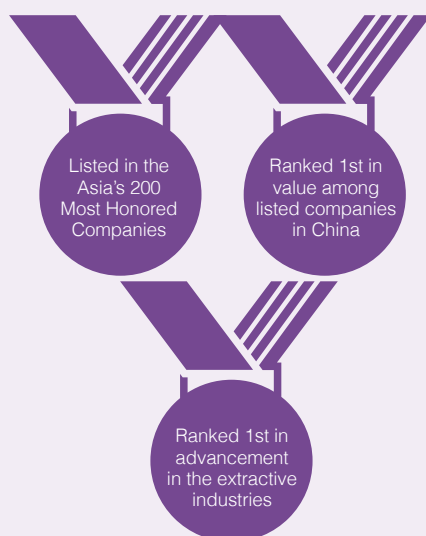 Listed in the
Asia's 200
Most Honored
Companies
Ranked 1st in
value among
listed companies
in China
Ranked 1st in
advancement
in the extractive
industries